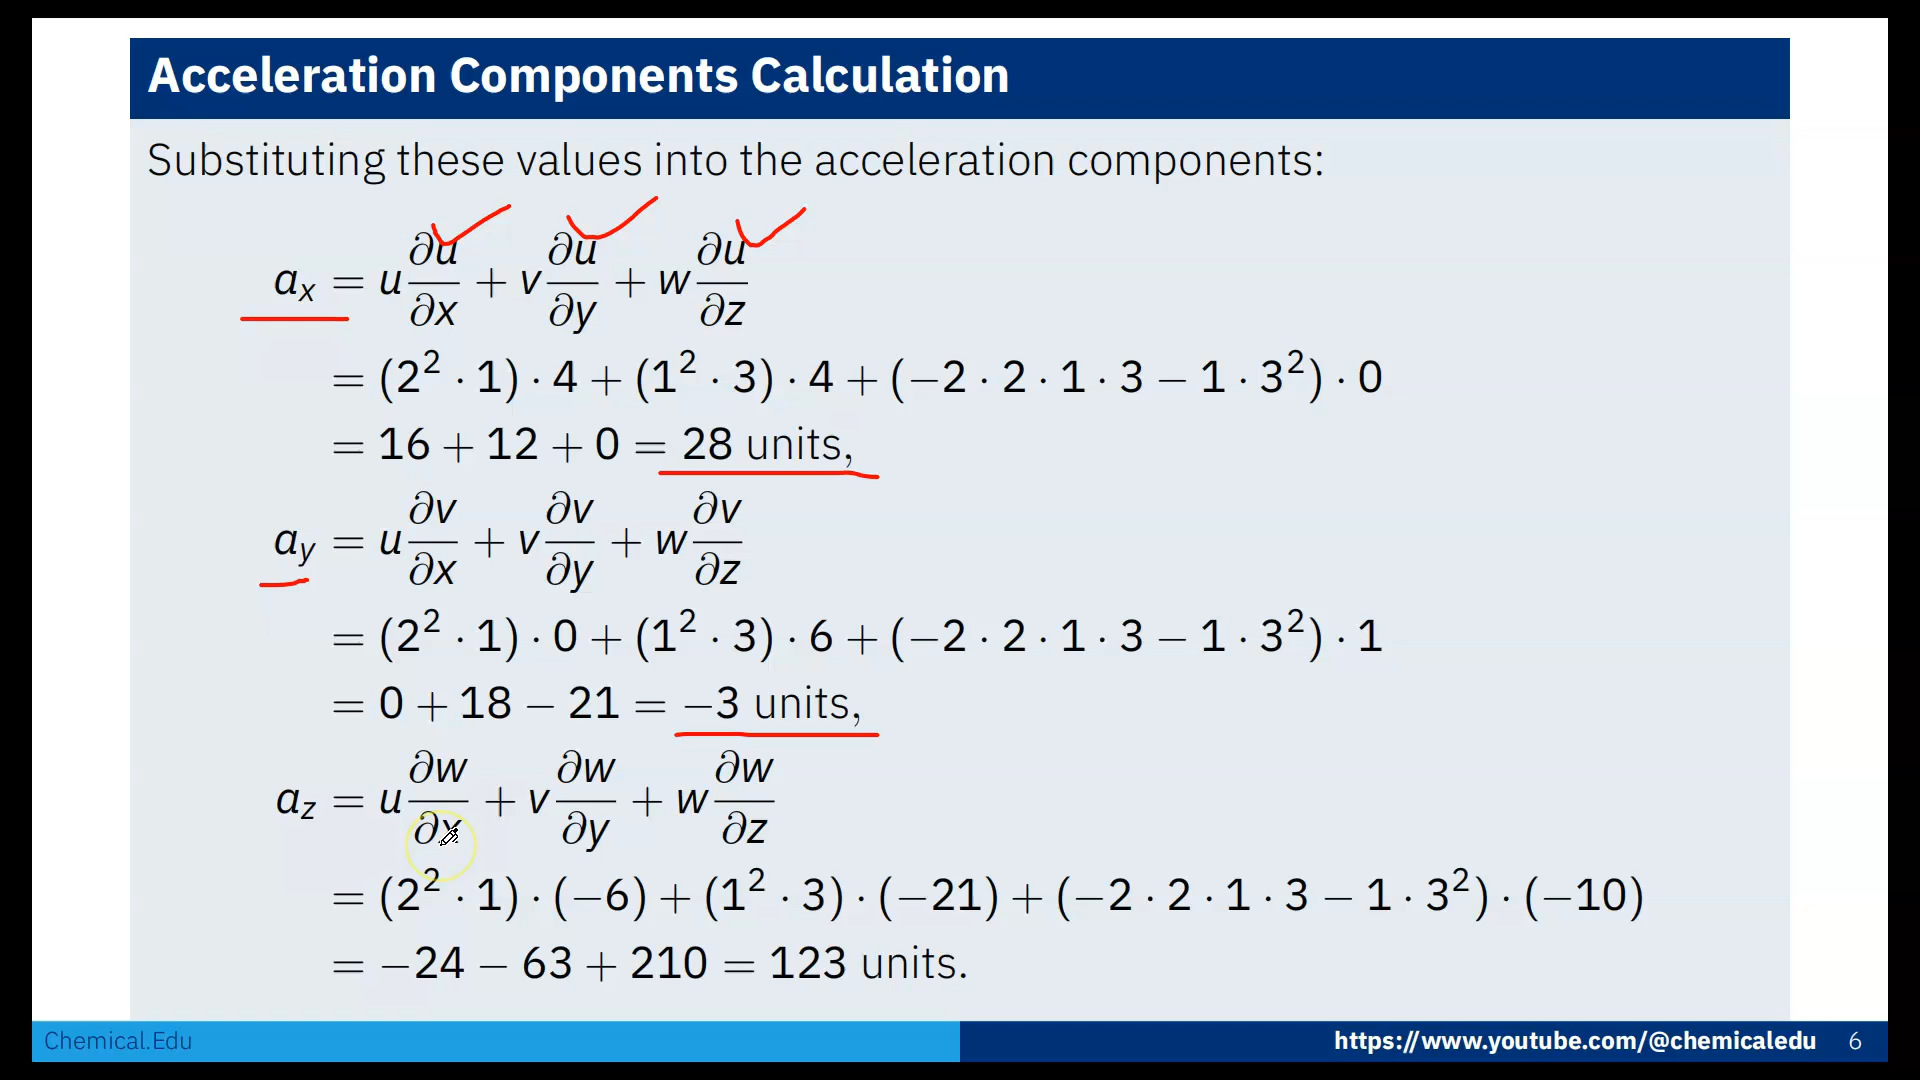 Acceleration Components Calculation
Substituting these values into the acceleration components:
aₓ = u ∂u/∂x + v ∂u/∂y + w ∂u/∂z
= (2² · 1) · 4 + (1² · 3) · 4 + (−2 · 2 · 1 · 3 − 1 · 3²) · 0
= 16 + 12 + 0 = 28 units,
a_y = u ∂v/∂x + v ∂v/∂y + w ∂v/∂z
= (2² · 1) · 0 + (1² · 3) · 6 + (−2 · 2 · 1 · 3 − 1 · 3²) · 1
= 0 + 18 − 21 = −3 units,
a_z = u ∂w/∂x + v ∂w/∂y + w ∂w/∂z
= (2² · 1) · (−6) + (1² · 3) · (−21) + (−2 · 2 · 1 · 3 − 1 · 3²) · (−10)
= −24 − 63 + 210 = 123 units.
Chemical.Edu https://www.youtube.com/@chemicaledu 6